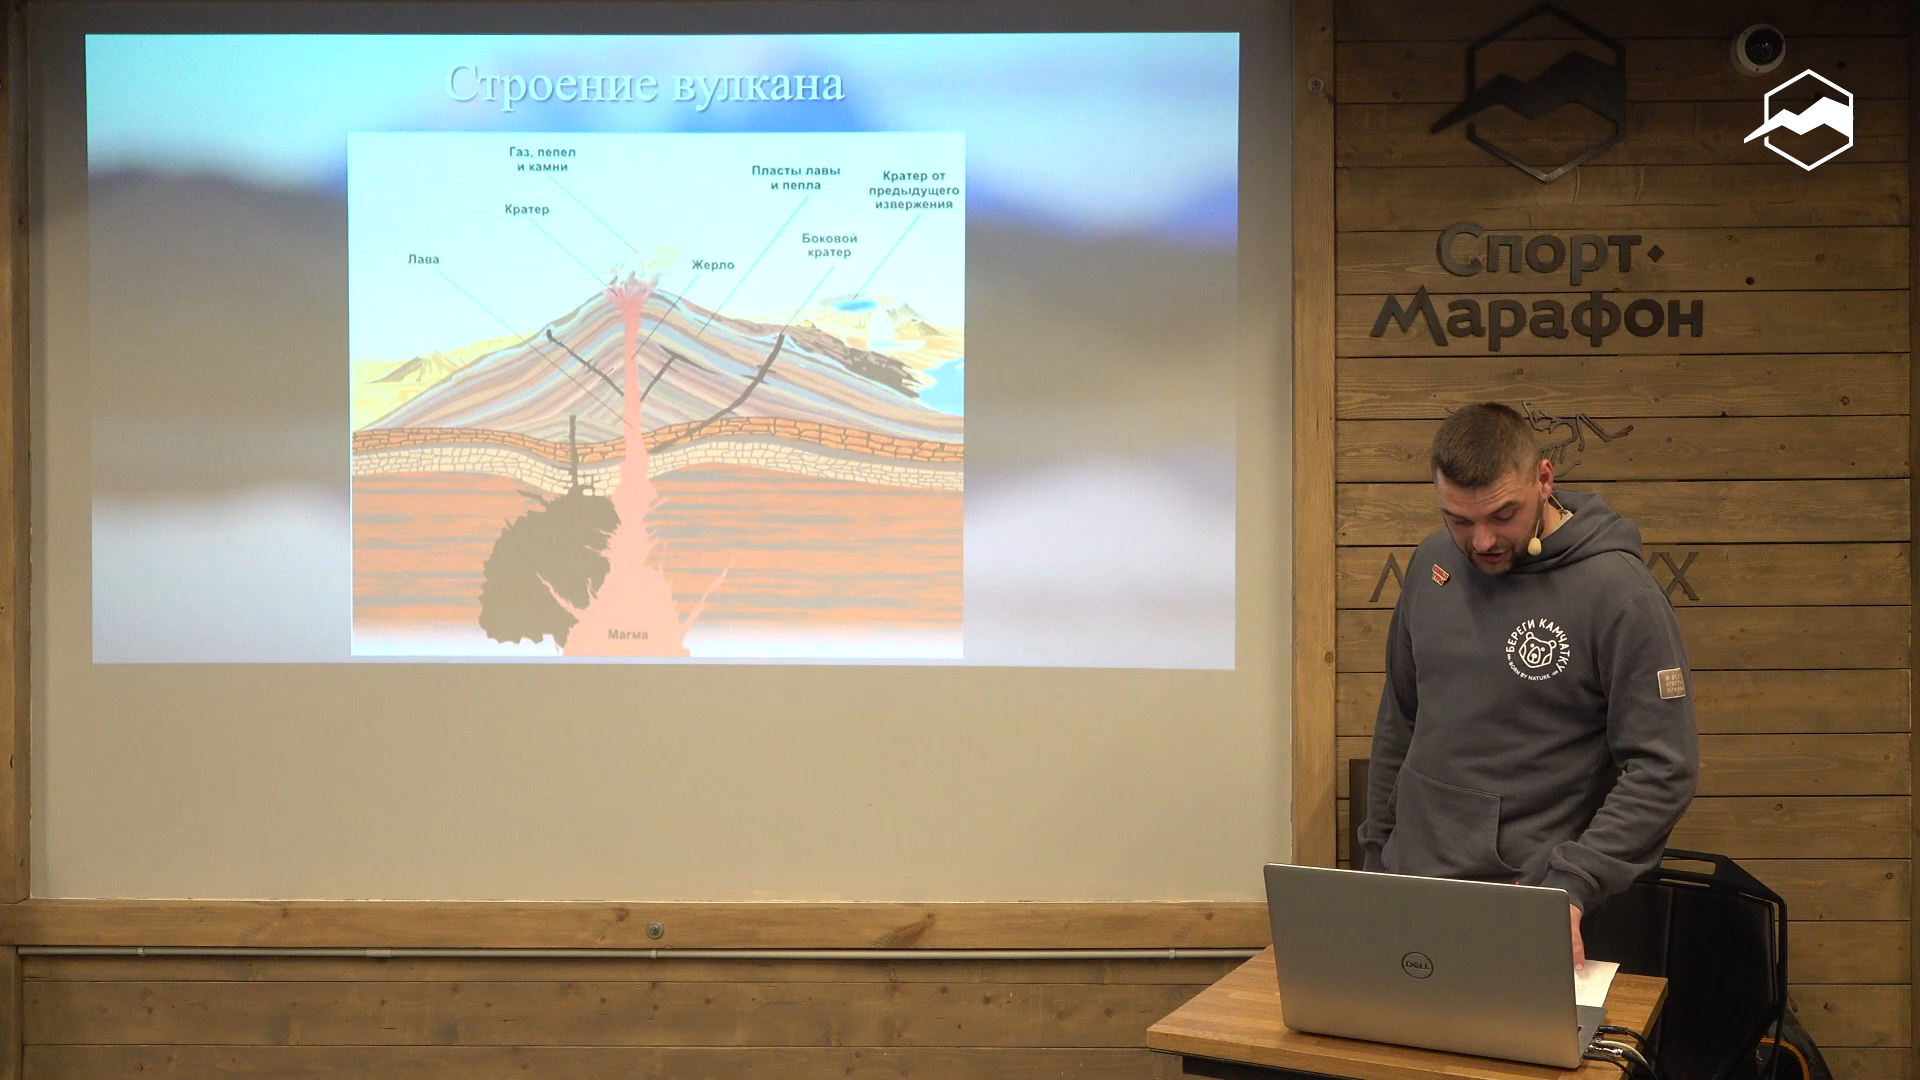 Строение вулкана
Газ, пепел
и камни
Пласты лавы
и пепла
Кратер от
предыдущего
извержения
Кратер
Боковой
кратер
Лава
Жерло
Магма
Спорт-
Марафон
БЕРЕГИ КАМЧАТКУ
BORN BY NATURE
DELL